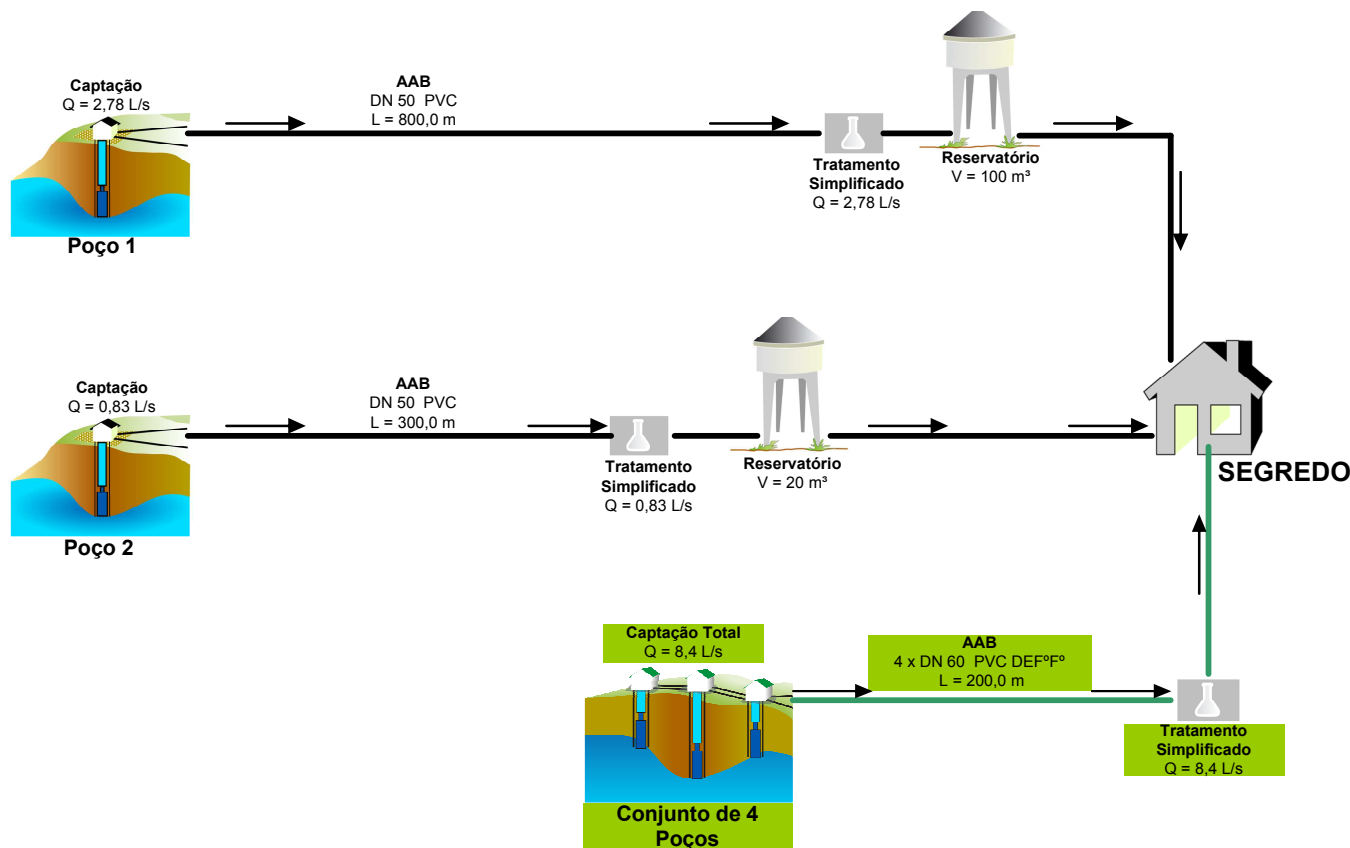 Captação
Q = 2,78 L/s
AAB
DN 50 PVC
L = 800,0 m
Tratamento
Simplificado
Q = 2,78 L/s
Reservatório
V = 100 m³
Poço 1
Captação
Q = 0,83 L/s
AAB
DN 50 PVC
L = 300,0 m
Tratamento
Simplificado
Q = 0,83 L/s
Reservatório
V = 20 m³
Poço 2
SEGREDO
Captação Total
Q = 8,4 L/s
AAB
4 x DN 60 PVC DEFºFº
L = 200,0 m
Tratamento
Simplificado
Q = 8,4 L/s
Conjunto de 4
Poços